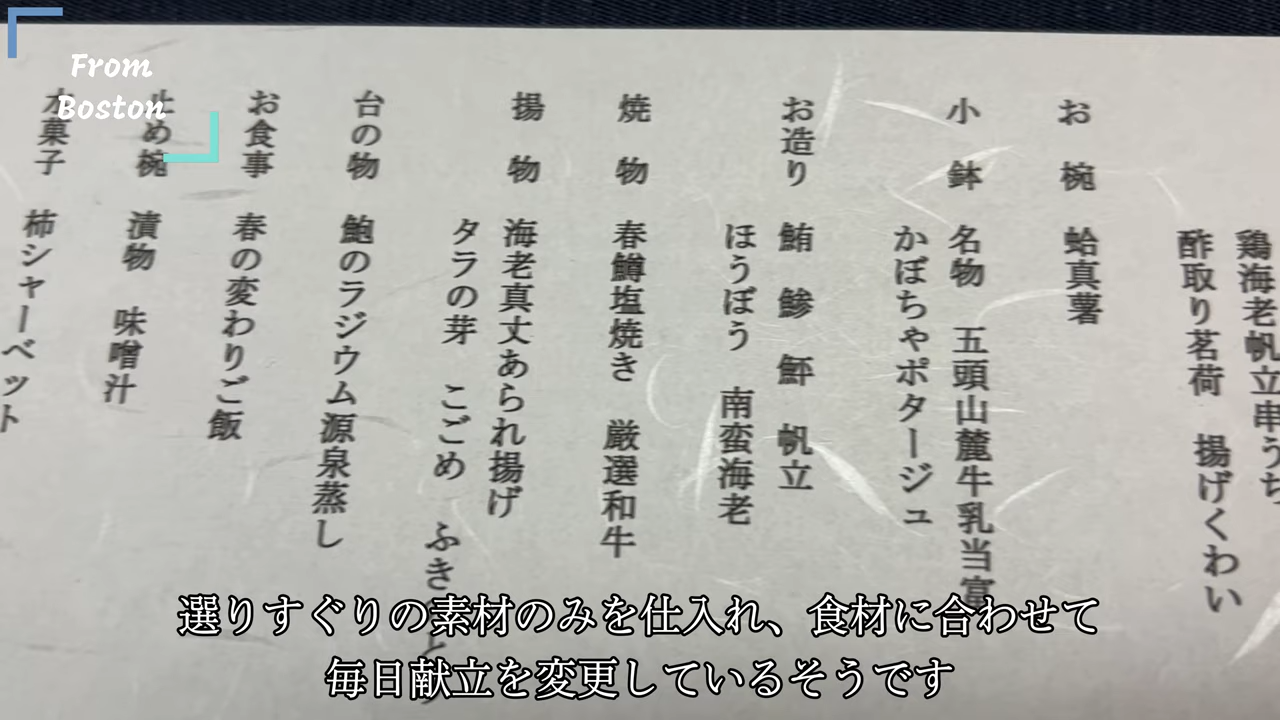 From
Boston
鶏海老帆立串うち
酢取り茗荷 揚げくわい
お椀 蛤真薯
小鉢 名物 五頭山麓牛乳当富
かぼちゃポタージュ
お造り 鮪 鰺 鮃 帆立
ほうぼう 南蛮海老
焼物 春鱒塩焼き 厳選和牛
揚物 海老真丈あられ揚げ
タラの芽 こごめ ふき
台の物 鮑のラジウム源泉蒸し
お食事 春の変わりご飯
止め椀 漬物 味噌汁
水菓子 柿シャーベット
選りすぐりの素材のみを仕入れ、食材に合わせて
毎日献立を変更しているそうです